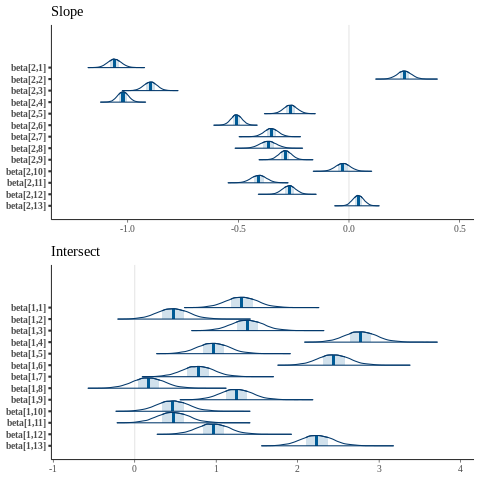 Slope
beta[2,1]
beta[2,2]
beta[2,3]
beta[2,4]
beta[2,5]
beta[2,6]
beta[2,7]
beta[2,8]
beta[2,9]
beta[2,10]
beta[2,11]
beta[2,12]
beta[2,13]
-1.0 -0.5 0.0 0.5
Intersect
beta[1,1]
beta[1,2]
beta[1,3]
beta[1,4]
beta[1,5]
beta[1,6]
beta[1,7]
beta[1,8]
beta[1,9]
beta[1,10]
beta[1,11]
beta[1,12]
beta[1,13]
-1 0 1 2 3 4